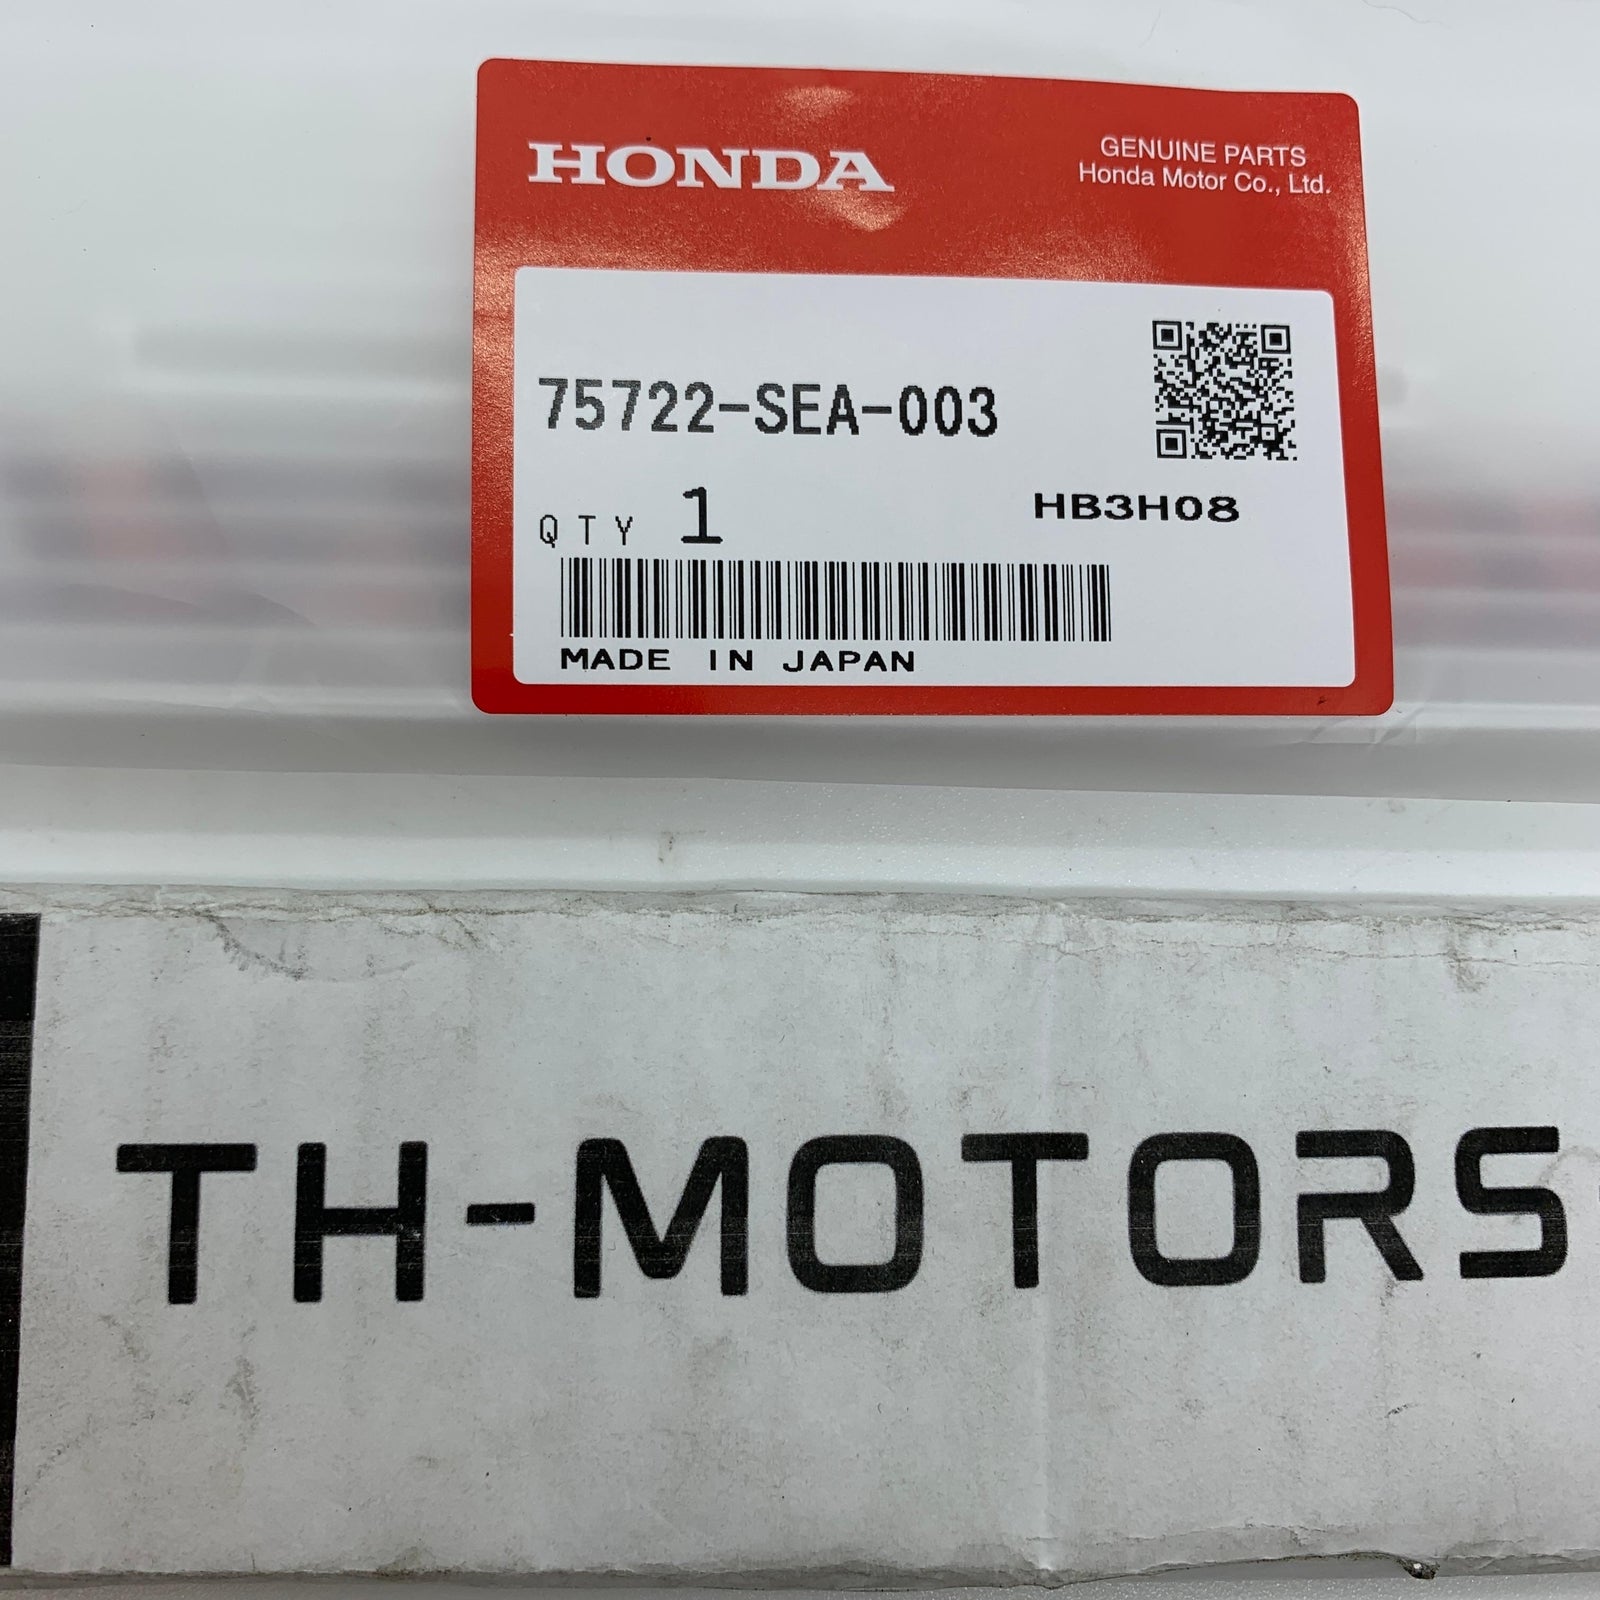 HONDA
GENUINE PARTS
Honda Motor Co., Ltd.
75722-SEA-003
QTY 1
HB3H08
MADE IN JAPAN
TH-MOTORS